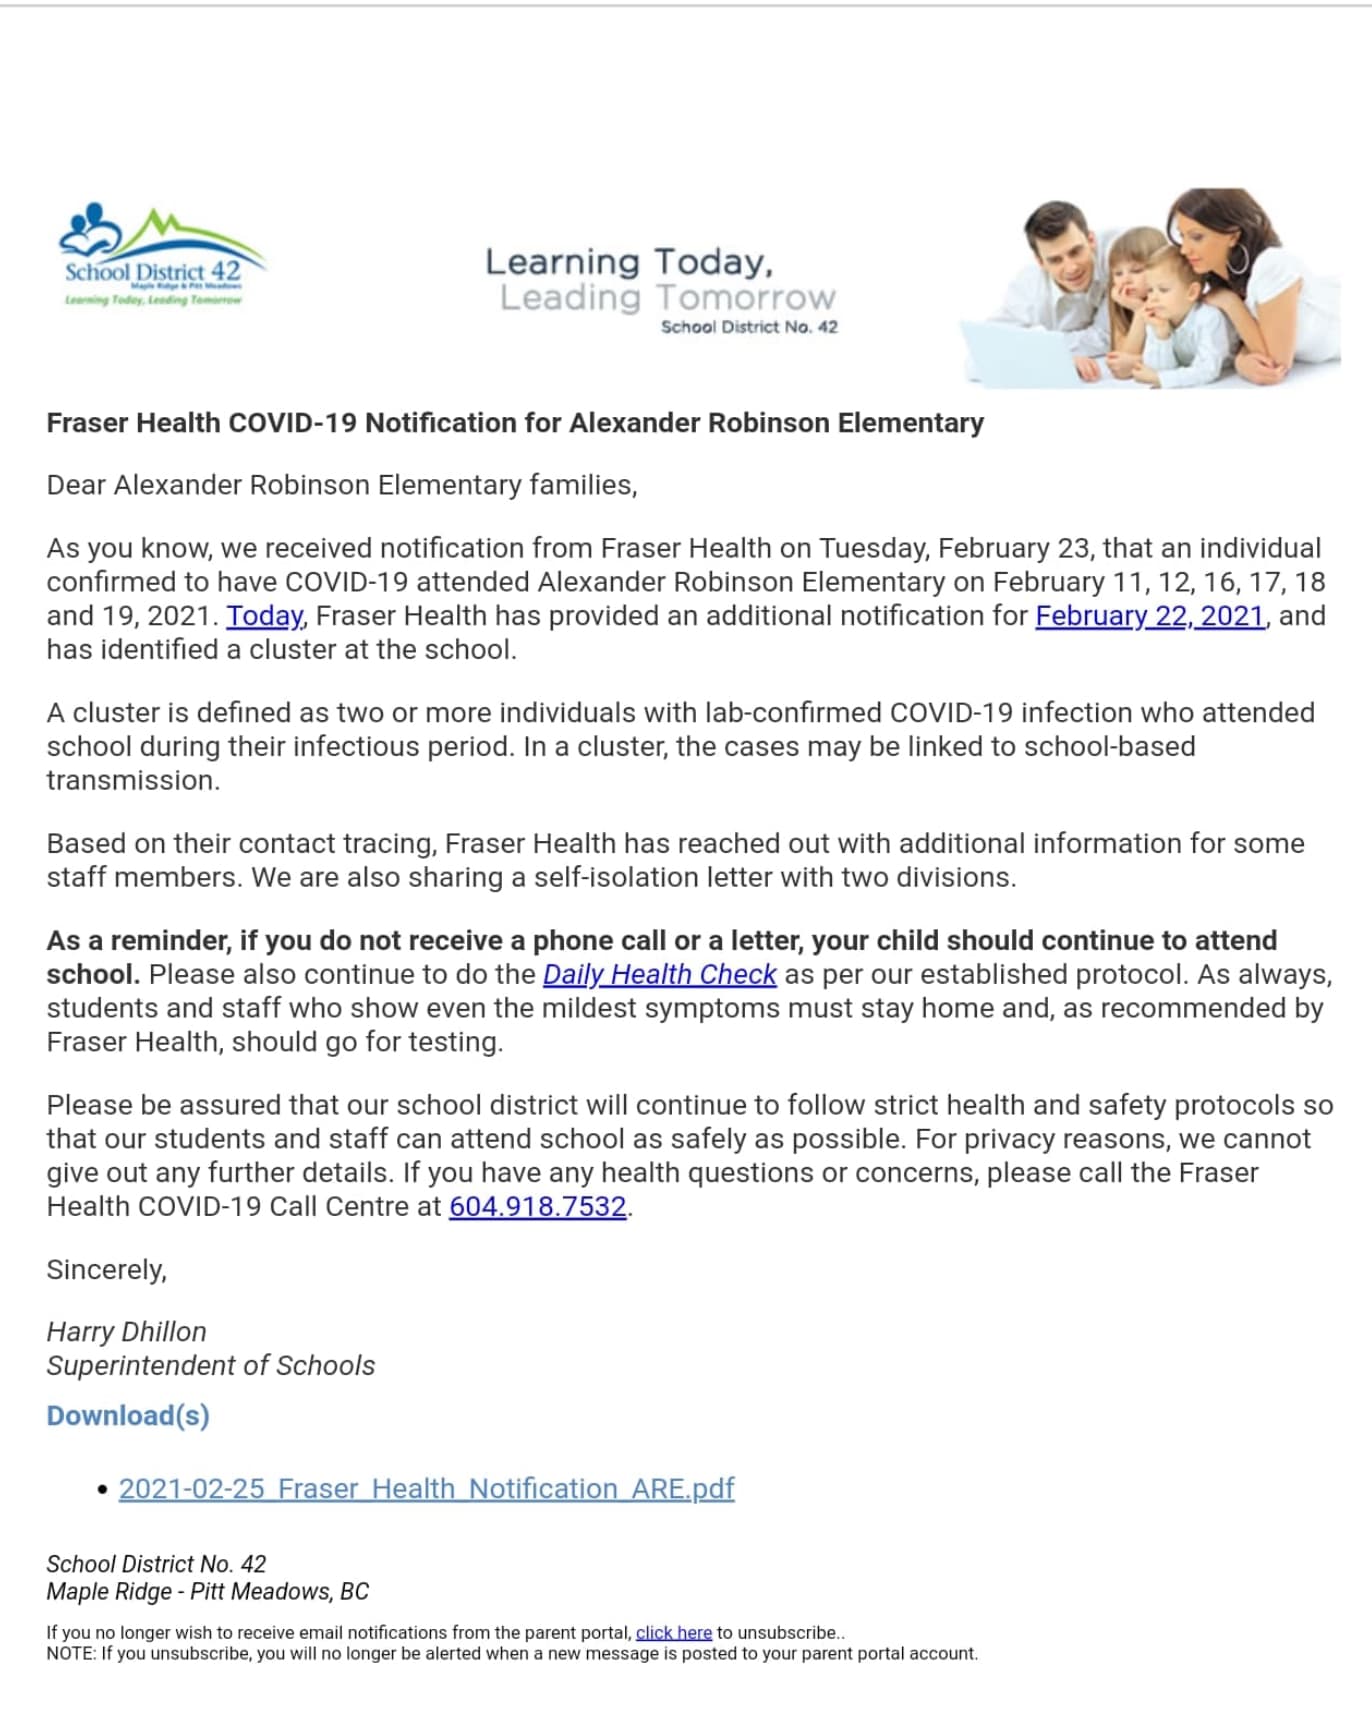 School District 42
Maple Ridge & Pitt Meadows
Learning Today, Leading Tomorrow
Learning Today,
Leading Tomorrow
School District No. 42
Fraser Health COVID-19 Notification for Alexander Robinson Elementary
Dear Alexander Robinson Elementary families,
As you know, we received notification from Fraser Health on Tuesday, February 23, that an individual
confirmed to have COVID-19 attended Alexander Robinson Elementary on February 11, 12, 16, 17, 18
and 19, 2021. Today, Fraser Health has provided an additional notification for February 22, 2021, and
has identified a cluster at the school.
A cluster is defined as two or more individuals with lab-confirmed COVID-19 infection who attended
school during their infectious period. In a cluster, the cases may be linked to school-based
transmission.
Based on their contact tracing, Fraser Health has reached out with additional information for some
staff members. We are also sharing a self-isolation letter with two divisions.
As a reminder, if you do not receive a phone call or a letter, your child should continue to attend
school. Please also continue to do the Daily Health Check as per our established protocol. As always,
students and staff who show even the mildest symptoms must stay home and, as recommended by
Fraser Health, should go for testing.
Please be assured that our school district will continue to follow strict health and safety protocols so
that our students and staff can attend school as safely as possible. For privacy reasons, we cannot
give out any further details. If you have any health questions or concerns, please call the Fraser
Health COVID-19 Call Centre at 604.918.7532.
Sincerely,
Harry Dhillon
Superintendent of Schools
Download(s)
• 2021-02-25_Fraser_Health_Notification_ARE.pdf
School District No. 42
Maple Ridge - Pitt Meadows, BC
If you no longer wish to receive email notifications from the parent portal, click here to unsubscribe..
NOTE: If you unsubscribe, you will no longer be alerted when a new message is posted to your parent portal account.